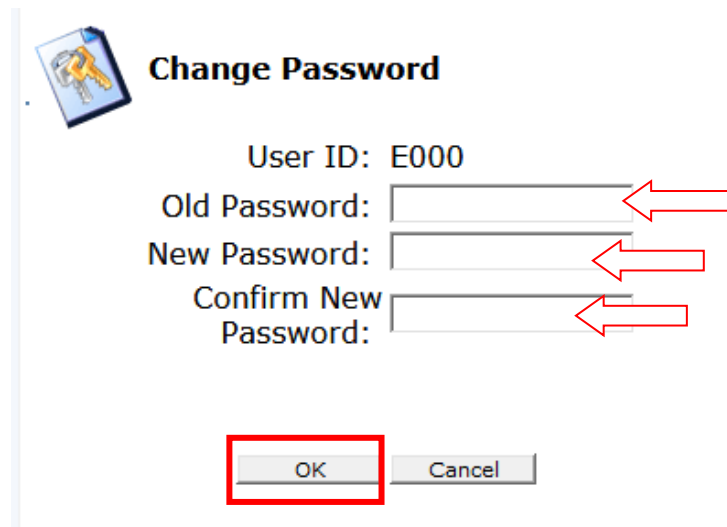 Change Password
User ID: E000
Old Password:
New Password:
Confirm New
Password:
OK Cancel